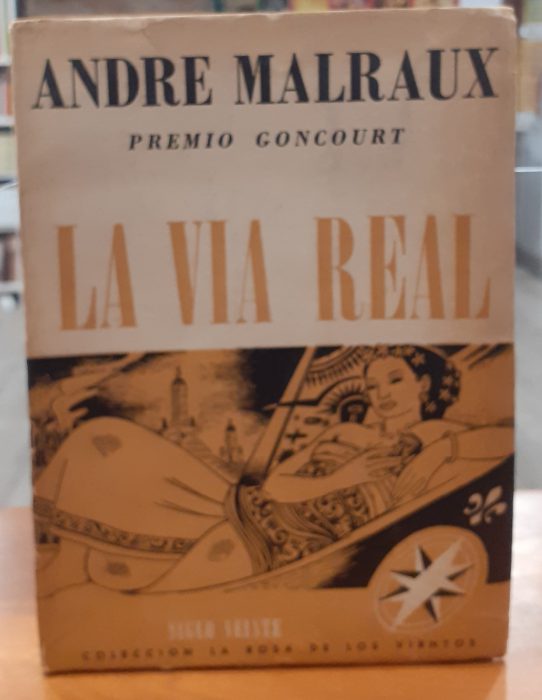 ANDRE MALRAUX
PREMIO GONCOURT
LA VIA REAL
SIGLO VEINTE
COLECCION LA ROSA DE LOS VIENTOS